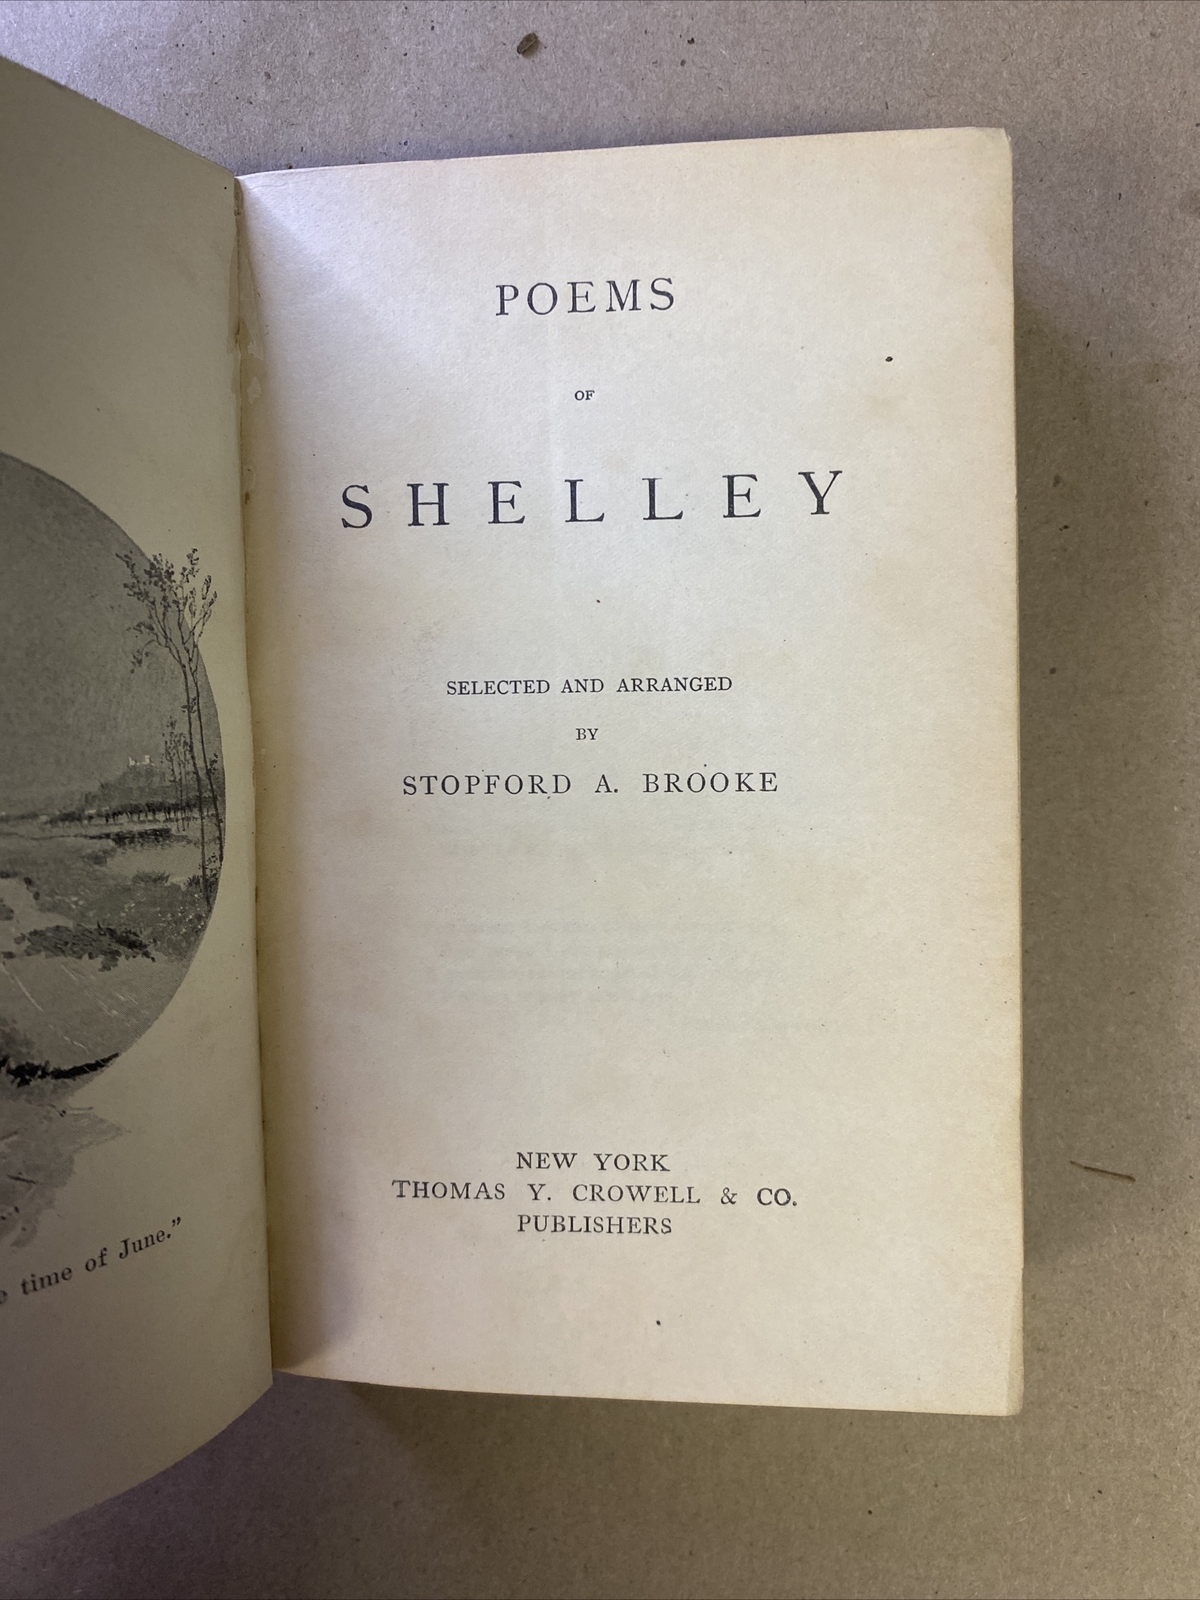 time of June."
POEMS
OF
SHELLEY
SELECTED AND ARRANGED
BY
STOPFORD A. BROOKE
NEW YORK
THOMAS Y. CROWELL & CO.
PUBLISHERS